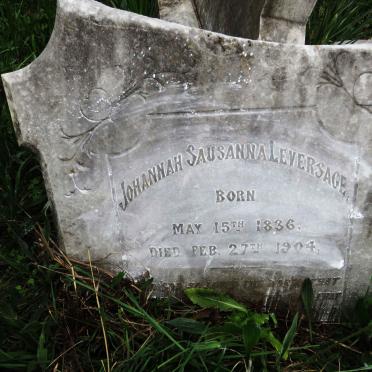 JOHANNAH SAUSANNA LEVERSAGE,
BORN
MAY 15TH 1836.
DIED FEB. 27TH 1904.